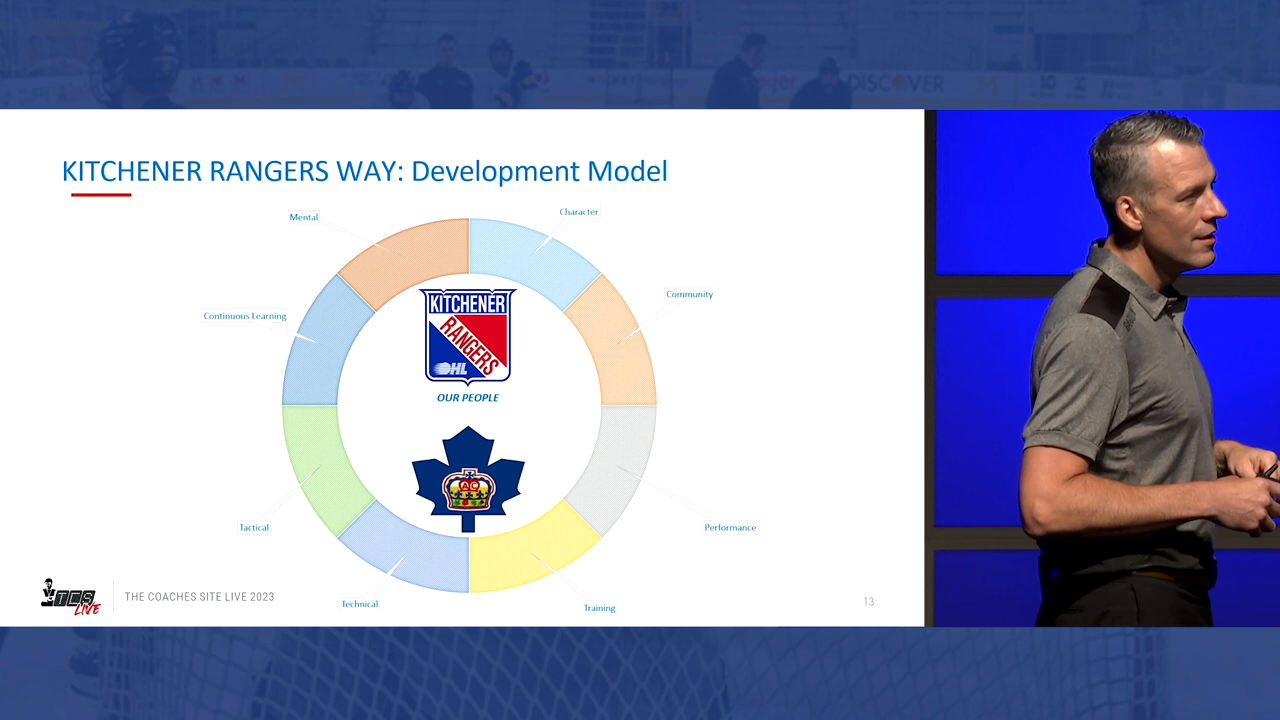 DISCOVER
KITCHENER RANGERS WAY: Development Model
Mental
Character
Continuous Learning
Community
KITCHENER
RANGERS
OHL
OUR PEOPLE
AC
Tactical
Performance
Technical
Training
TCS
LIVE
THE COACHES SITE LIVE 2023
13